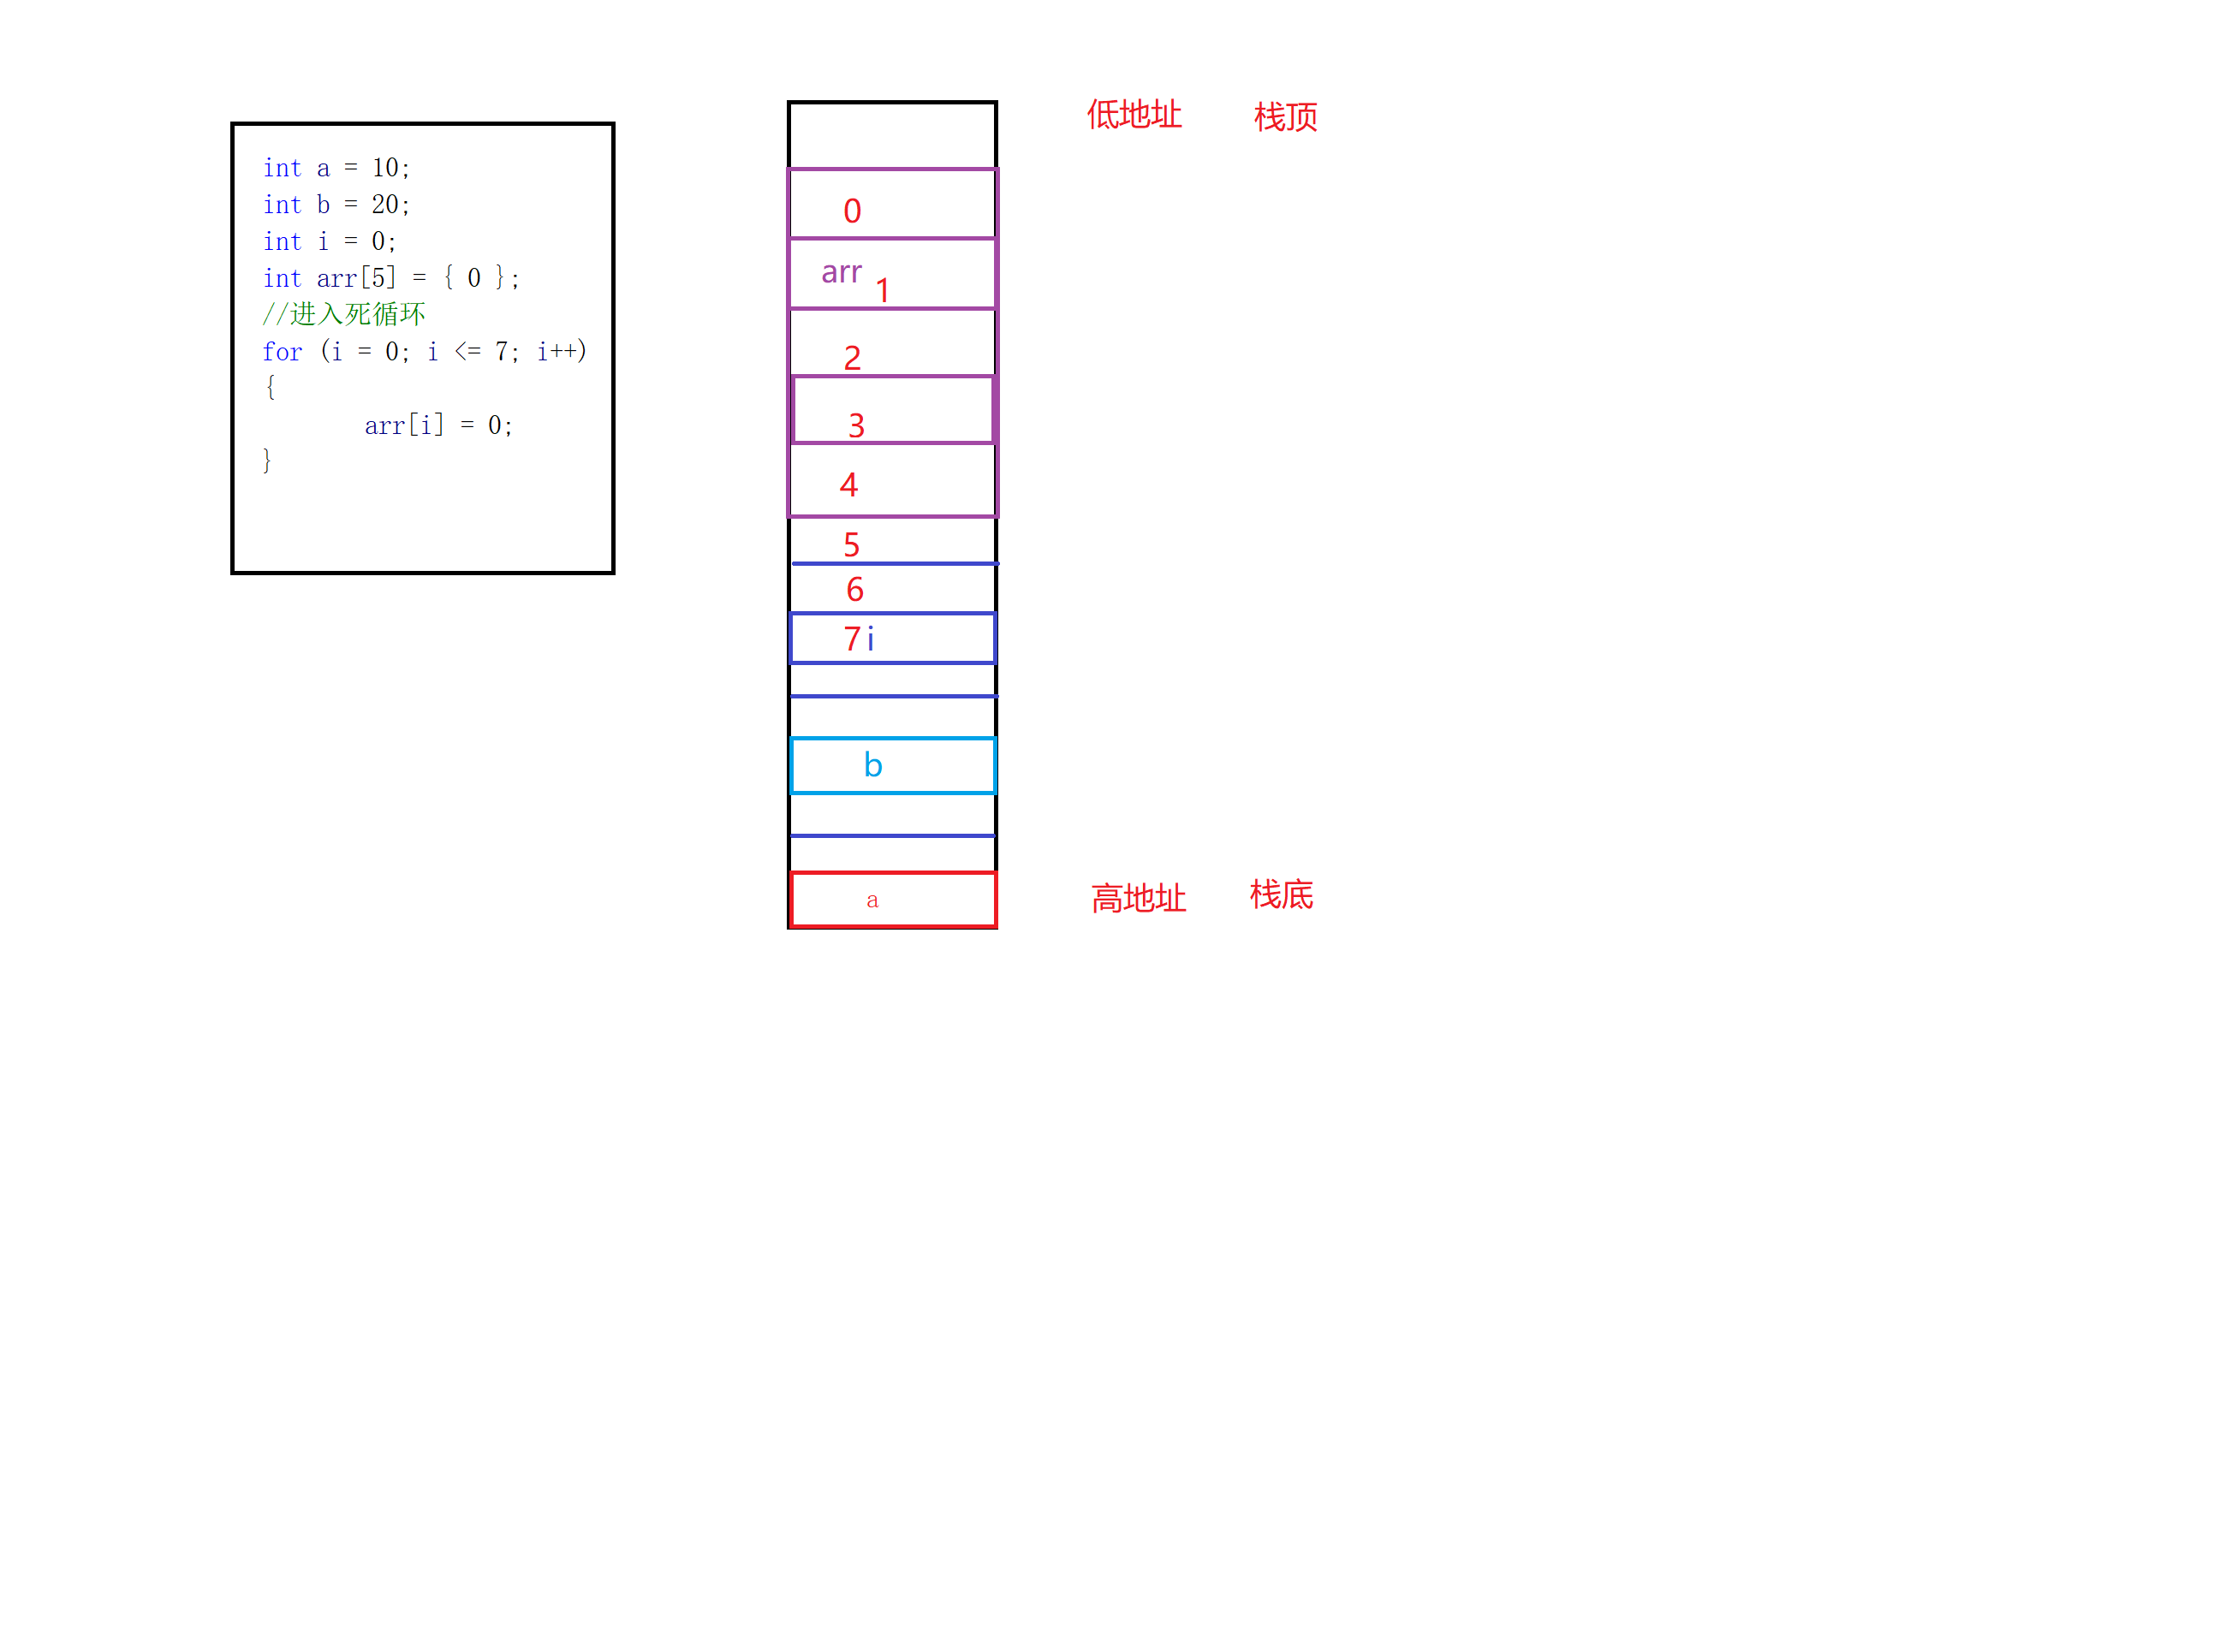 int a = 10;
int b = 20;
int i = 0;
int arr[5] = { 0 };
//进入死循环
for (i = 0; i <= 7; i++)
{
arr[i] = 0;
}
低地址 栈顶
0
arr 1
2
3
4
5
6
7 i
b
a
高地址 栈底